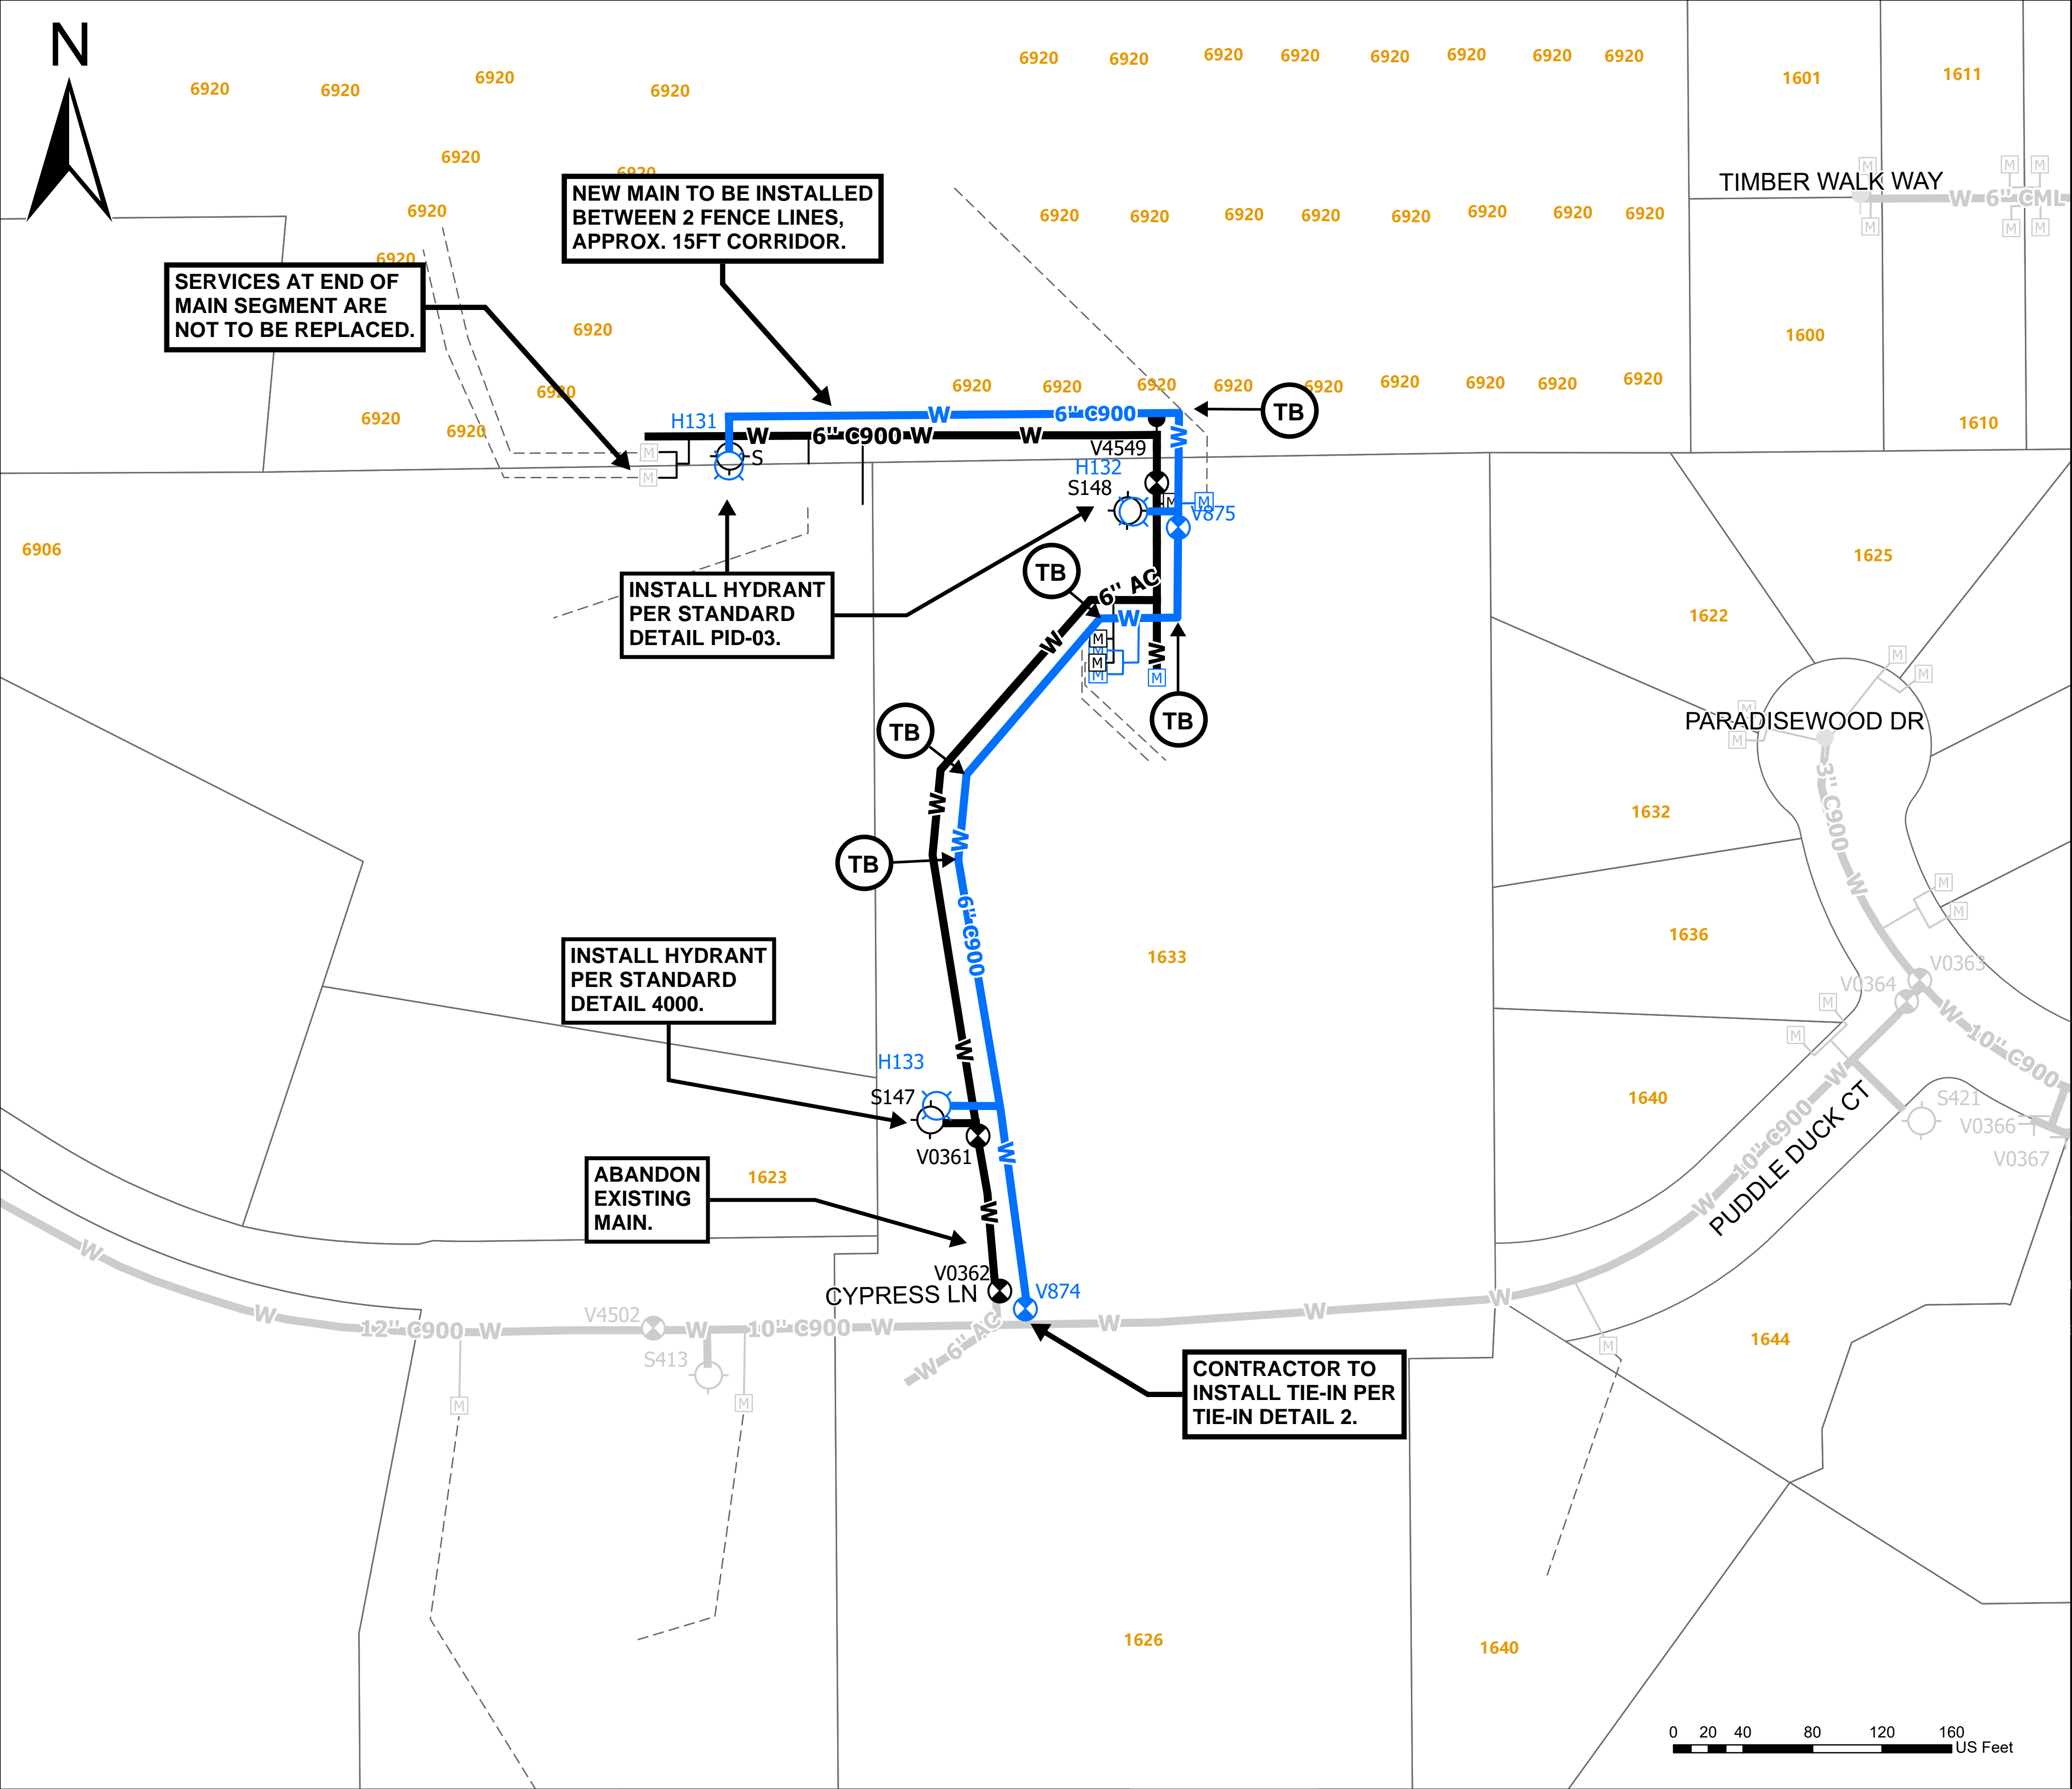 N
6920
6920
6920
6920
6920
6920
6920
6920
6920
6920
6920
6920
1601
1611
6920
6920
TIMBER WALK WAY
M
M
M
W 6" CML
M
M
M
NEW MAIN TO BE INSTALLED
BETWEEN 2 FENCE LINES,
APPROX. 15FT CORRIDOR.
6920
6920
6920
6920
6920
6920
6920
6920
6920
6920
SERVICES AT END OF
MAIN SEGMENT ARE
NOT TO BE REPLACED.
6920
6920
6920
6920
1600
1610
6920
6920
6920
6920
6920
6920
6920
6920
6920
H131
W
6" C900
W
TB
W
6" C900
W
W
V4549
M
M
S
H132
S148
M
M
V875
6906
INSTALL HYDRANT
PER STANDARD
DETAIL PID-03.
TB
6" AC
W
W
W
M
M
M
M
M
TB
1625
1622
M
M
M
M
PARADISEWOOD DR
3" C900
W
TB
W
TB
W
6" C900
1632
M
M
1633
1636
V0363
V0364
M
M
W
10" C900
INSTALL HYDRANT
PER STANDARD
DETAIL 4000.
W
H133
S147
V0361
W
1640
W
10" C900
W
PUDDLE DUCK CT
S421
V0366
V0367
ABANDON
EXISTING
MAIN.
1623
W
V0362
CYPRESS LN
V874
W
W
12" C900
W
V4502
W
10" C900
W
W
6" AC
W
W
W
S413
M
M
M
1644
CONTRACTOR TO
INSTALL TIE-IN PER
TIE-IN DETAIL 2.
1626
1640
0 20 40 80 120 160
US Feet